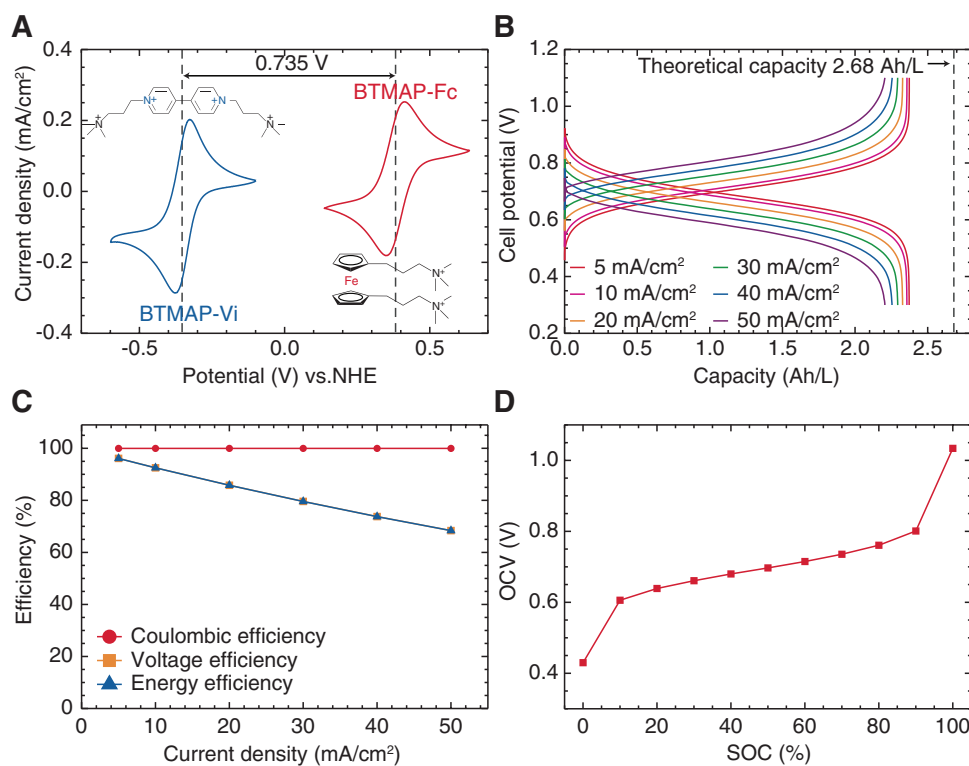 A
0.4
0.2
0.0
-0.2
-0.4
Current density (mA/cm²)
0.735 V
BTMAP-Fc
N⁺
⁺N
N⁺
N⁺
BTMAP-Vi
Fe
N⁺
N⁺
-0.5
0.0
0.5
Potential (V) vs.NHE
B
1.2
1.0
0.8
0.6
0.4
0.2
Cell potential (V)
Theoretical capacity 2.68 Ah/L
5 mA/cm²
30 mA/cm²
10 mA/cm²
40 mA/cm²
20 mA/cm²
50 mA/cm²
0.0
0.5
1.0
1.5
2.0
2.5
Capacity (Ah/L)
C
100
80
60
40
20
0
Efficiency (%)
Coulombic efficiency
Voltage efficiency
Energy efficiency
10
20
30
40
50
Current density (mA/cm²)
D
1.0
0.8
0.6
0.4
OCV (V)
0
20
40
60
80
100
SOC (%)